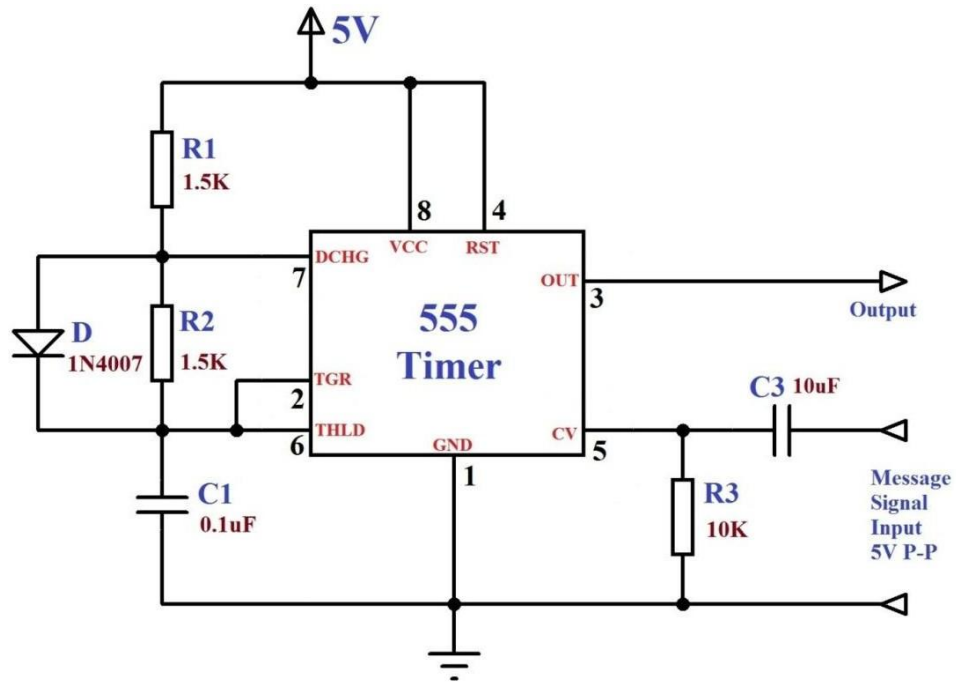 5V
R1
1.5K
8
4
VCC
RST
DCHG
7
OUT
3
Output
D
1N4007
R2
1.5K
555
Timer
TGR
2
THLD
6
GND
1
CV
5
C3 10uF
C1
0.1uF
R3
10K
Message
Signal
Input
5V P-P